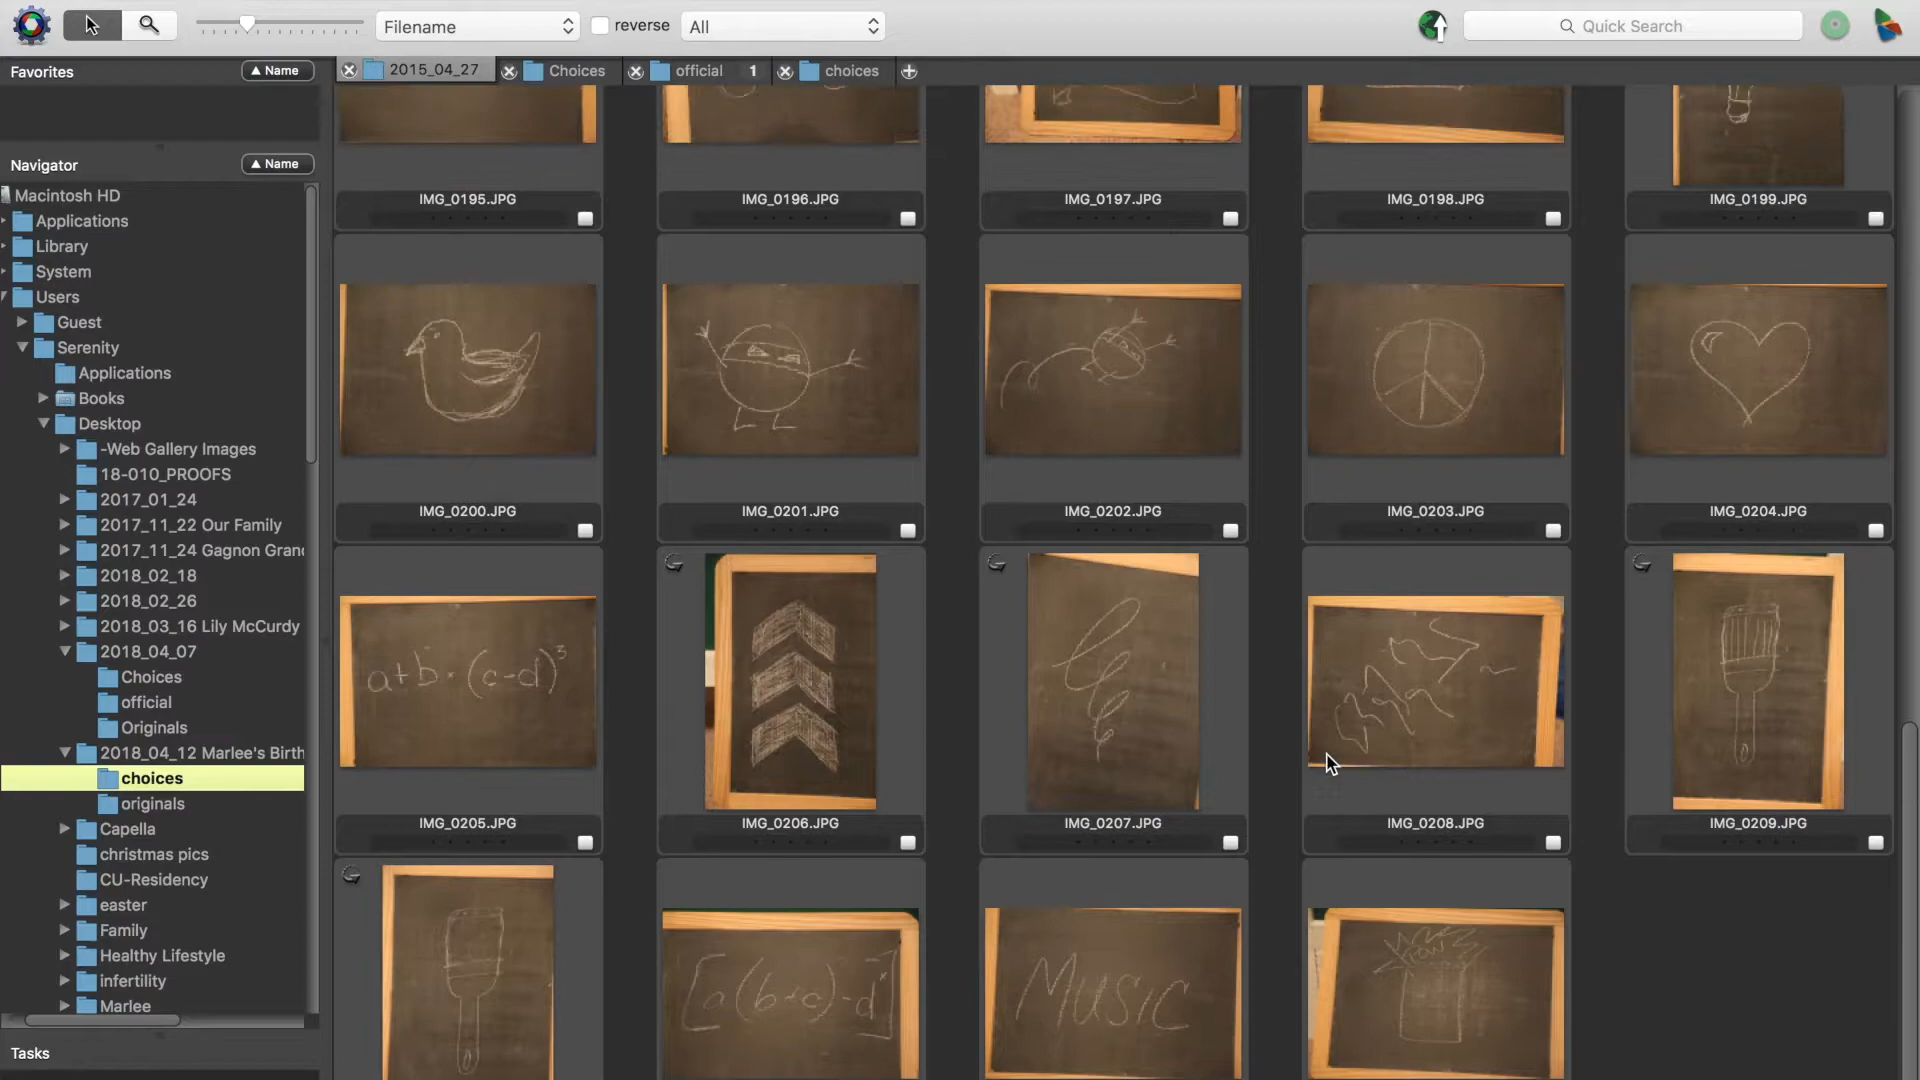 Filename
reverse
All
Quick Search
Favorites
Name
2015_04_27
Choices
official 1
choices
Navigator
Name
Macintosh HD
Applications
Library
System
Users
Guest
Serenity
Applications
Books
Desktop
-Web Gallery Images
18-010_PROOFS
2017_01_24
2017_11_22 Our Family
2017_11_24 Gagnon Gran
2018_02_18
2018_02_26
2018_03_16 Lily McCurdy
2018_04_07
Choices
official
Originals
2018_04_12 Marlee's Birth
choices
originals
Capella
christmas pics
CU-Residency
easter
Family
Healthy Lifestyle
infertility
Marlee
Tasks
IMG_0195.JPG
IMG_0196.JPG
IMG_0197.JPG
IMG_0198.JPG
IMG_0199.JPG
IMG_0200.JPG
IMG_0201.JPG
IMG_0202.JPG
IMG_0203.JPG
IMG_0204.JPG
a+b·(c-d)³
IMG_0205.JPG
IMG_0206.JPG
IMG_0207.JPG
IMG_0208.JPG
IMG_0209.JPG
MUSIC